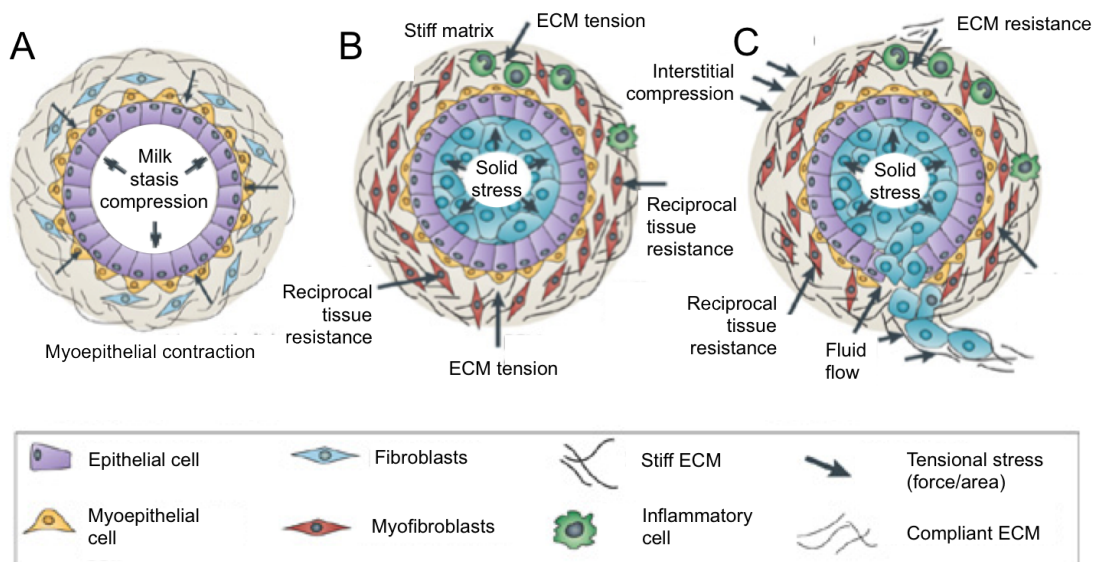 A
Milk
stasis
compression
Myoepithelial contraction
B
Stiff matrix
ECM tension
Solid
stress
Reciprocal
tissue
resistance
Reciprocal
tissue
resistance
ECM tension
C
ECM resistance
Interstitial
compression
Solid
stress
Reciprocal
tissue
resistance
Fluid
flow
Epithelial cell
Fibroblasts
Stiff ECM
Tensional stress
(force/area)
Myoepithelial
cell
Myofibroblasts
Inflammatory
cell
Compliant ECM